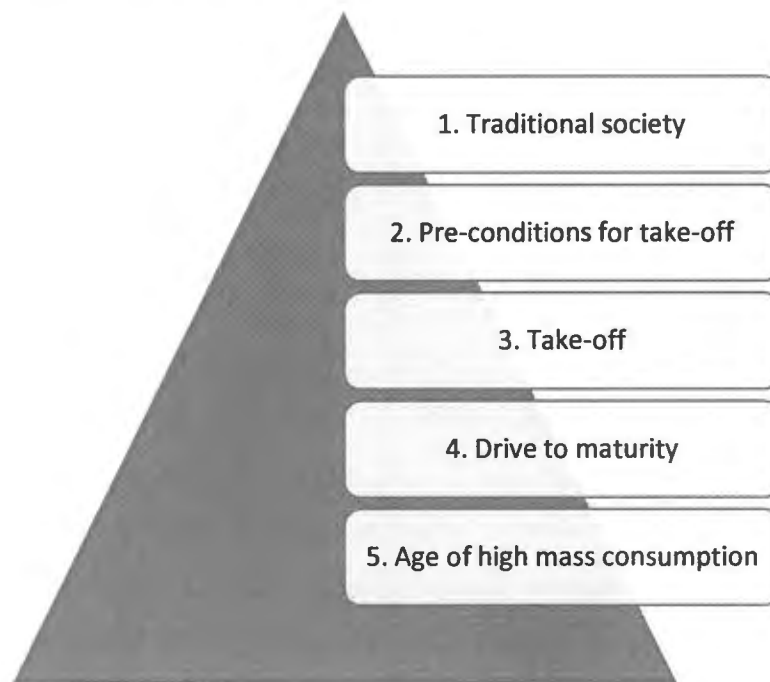 1. Traditional society
2. Pre-conditions for take-off
3. Take-off
4. Drive to maturity
5. Age of high mass consumption